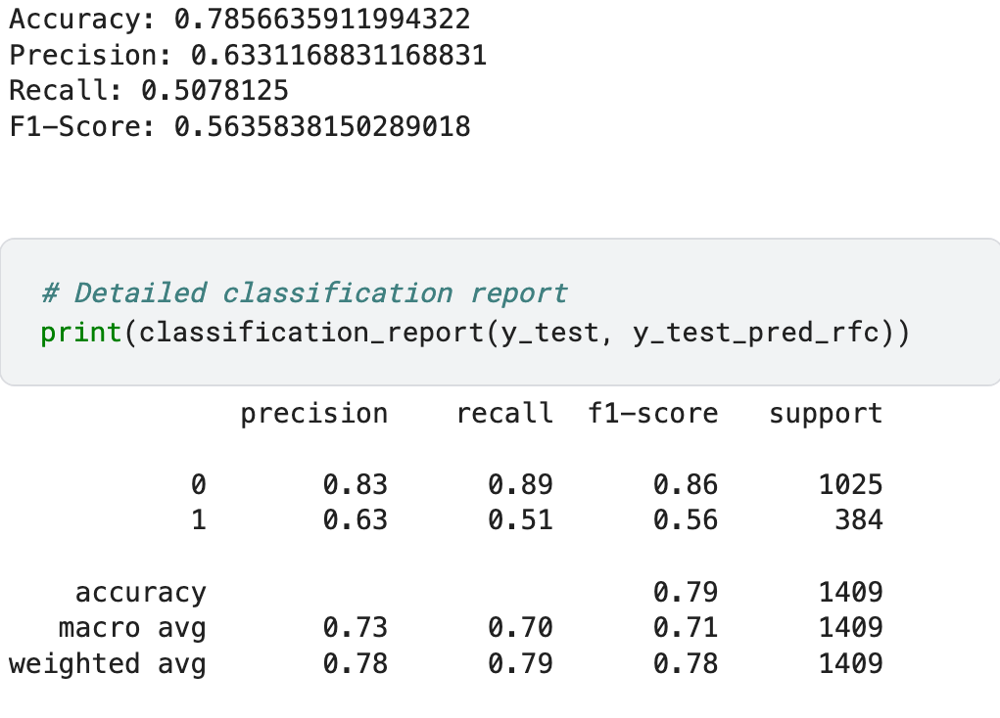 Accuracy: 0.7856635911994322
Precision: 0.6331168831168831
Recall: 0.5078125
F1-Score: 0.5635838150289018
# Detailed classification report
print(classification_report(y_test, y_test_pred_rfc))
precision recall f1-score support
0 0.83 0.89 0.86 1025
1 0.63 0.51 0.56 384
accuracy 0.79 1409
macro avg 0.73 0.70 0.71 1409
weighted avg 0.78 0.79 0.78 1409